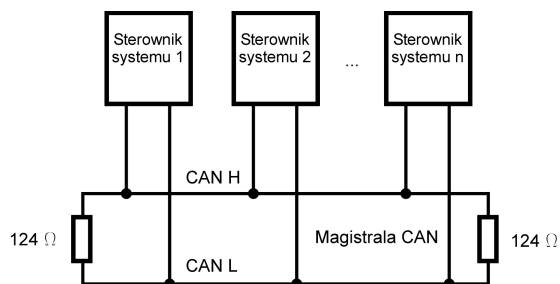 Sterownik
systemu 1
Sterownik
systemu 2
...
Sterownik
systemu n
CAN H
124 Ω
Magistrala CAN
124 Ω
CAN L